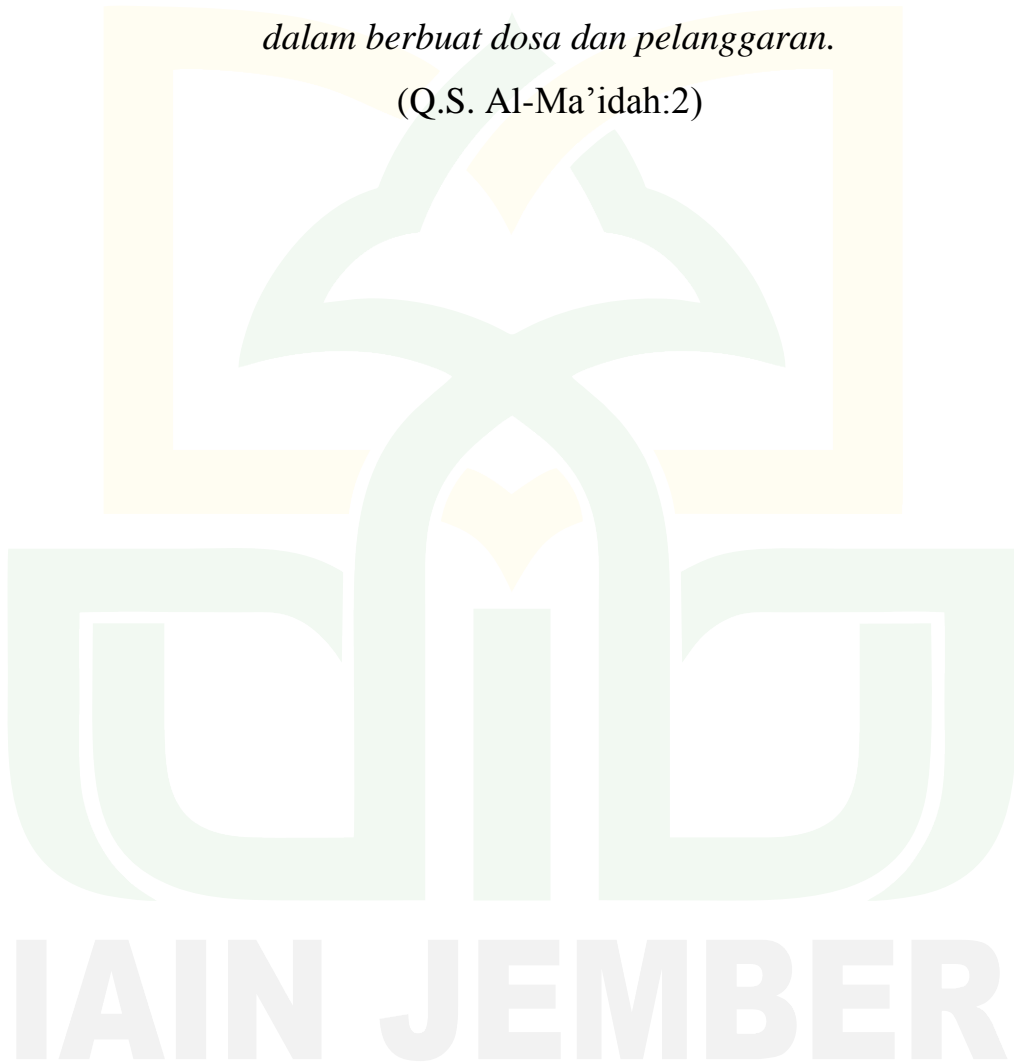 dalam berbuat dosa dan pelanggaran.
(Q.S. Al-Ma’idah:2)
IAIN JEMBER